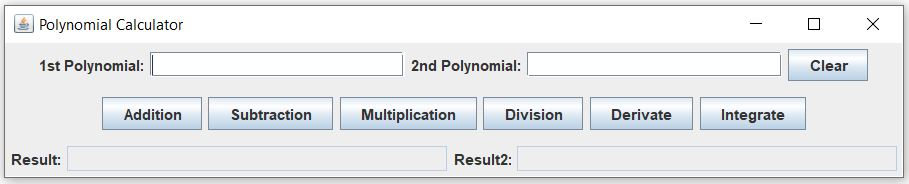 Polynomial Calculator
1st Polynomial: 2nd Polynomial: Clear
Addition Subtraction Multiplication Division Derivate Integrate
Result: Result2: